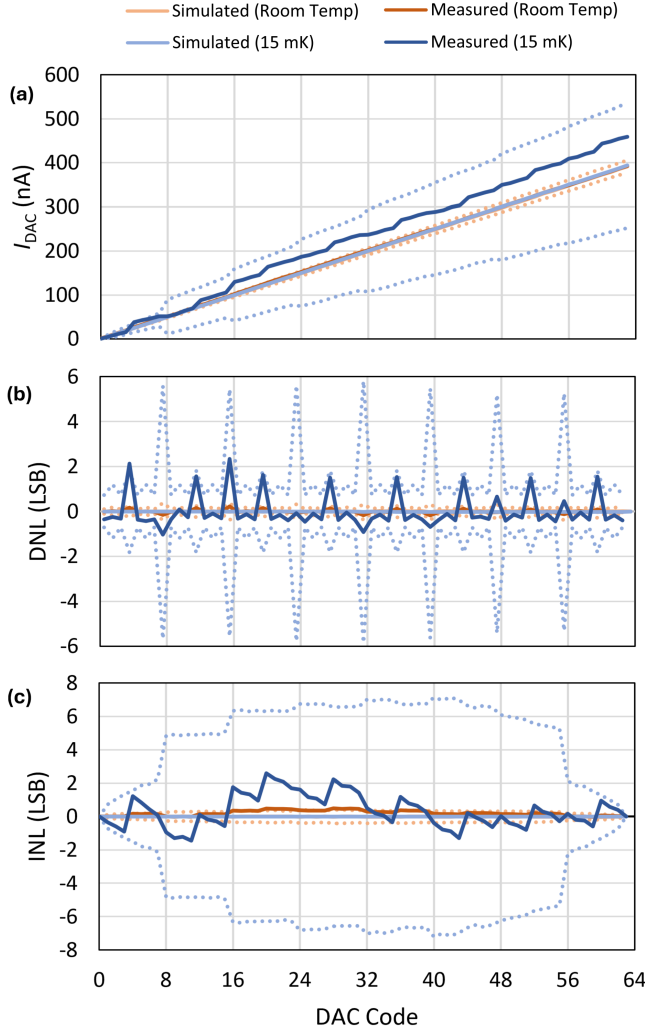 Simulated (Room Temp) Measured (Room Temp)
Simulated (15 mK) Measured (15 mK)
(a)
600
500
400
300
200
100
0
I_DAC (nA)
(b)
6
4
2
0
-2
-4
-6
DNL (LSB)
(c)
8
6
4
2
0
-2
-4
-6
-8
INL (LSB)
0 8 16 24 32 40 48 56 64
DAC Code